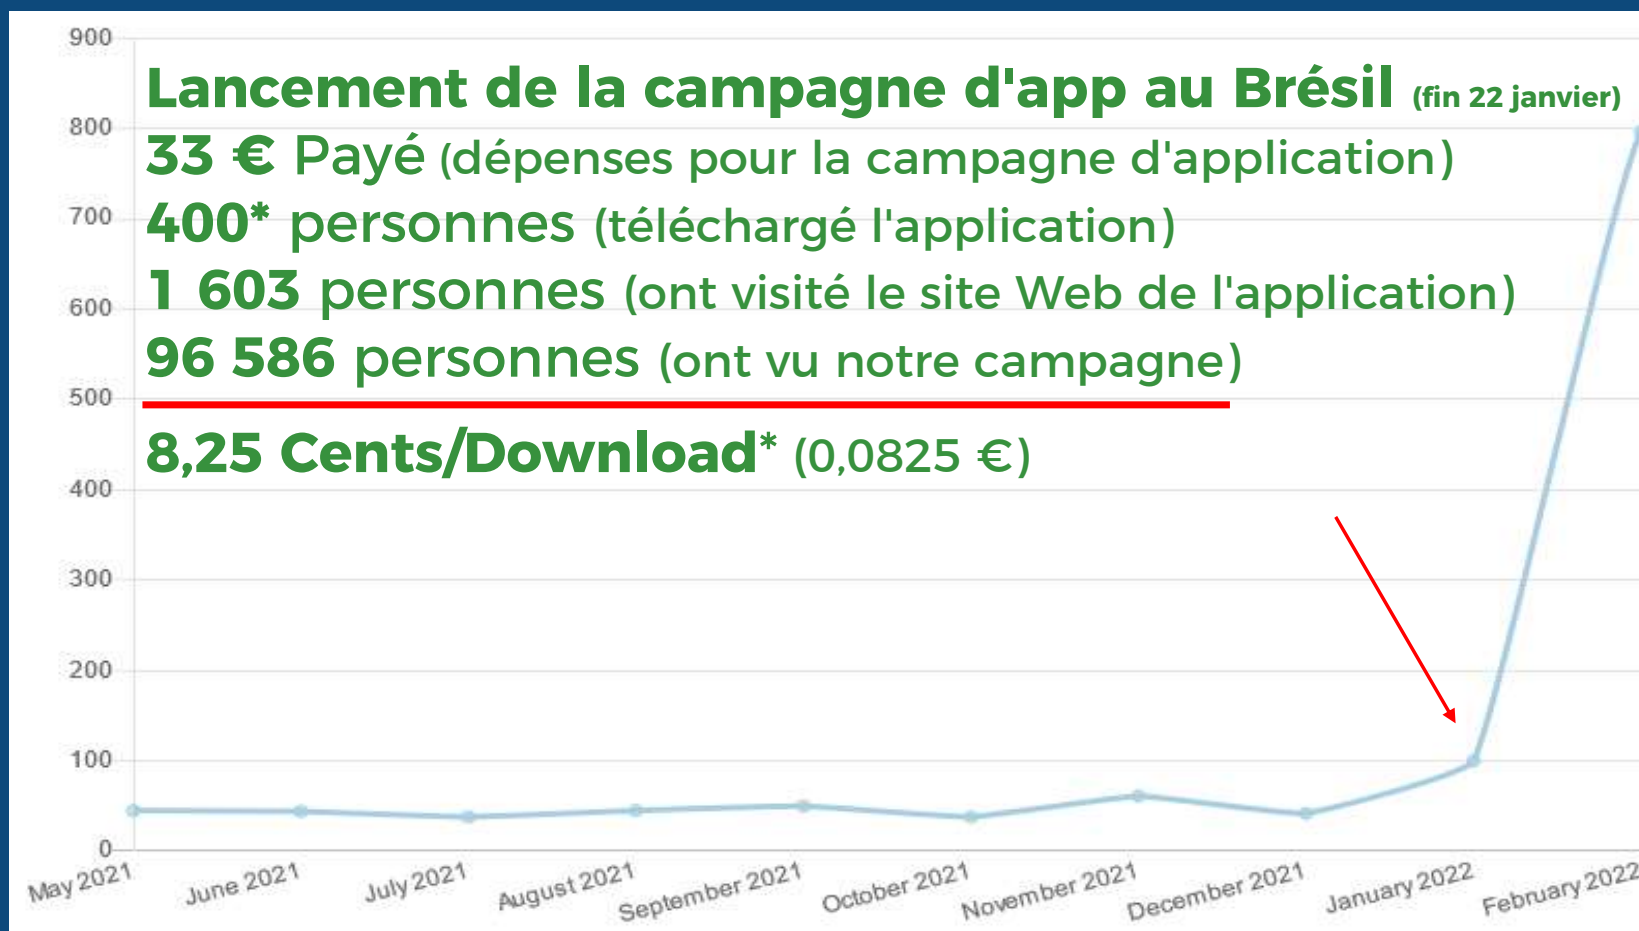 900
Lancement de la campagne d'app au Brésil (fin 22 janvier)
800
33 € Payé (dépenses pour la campagne d'application)
700
400* personnes (téléchargé l'application)
1 603 personnes (ont visité le site Web de l'application)
600
96 586 personnes (ont vu notre campagne)
500
8,25 Cents/Download* (0,0825 €)
400
300
200
100
0
May 2021 June 2021 July 2021 August 2021 September 2021 October 2021 November 2021 December 2021 January 2022 February 2022